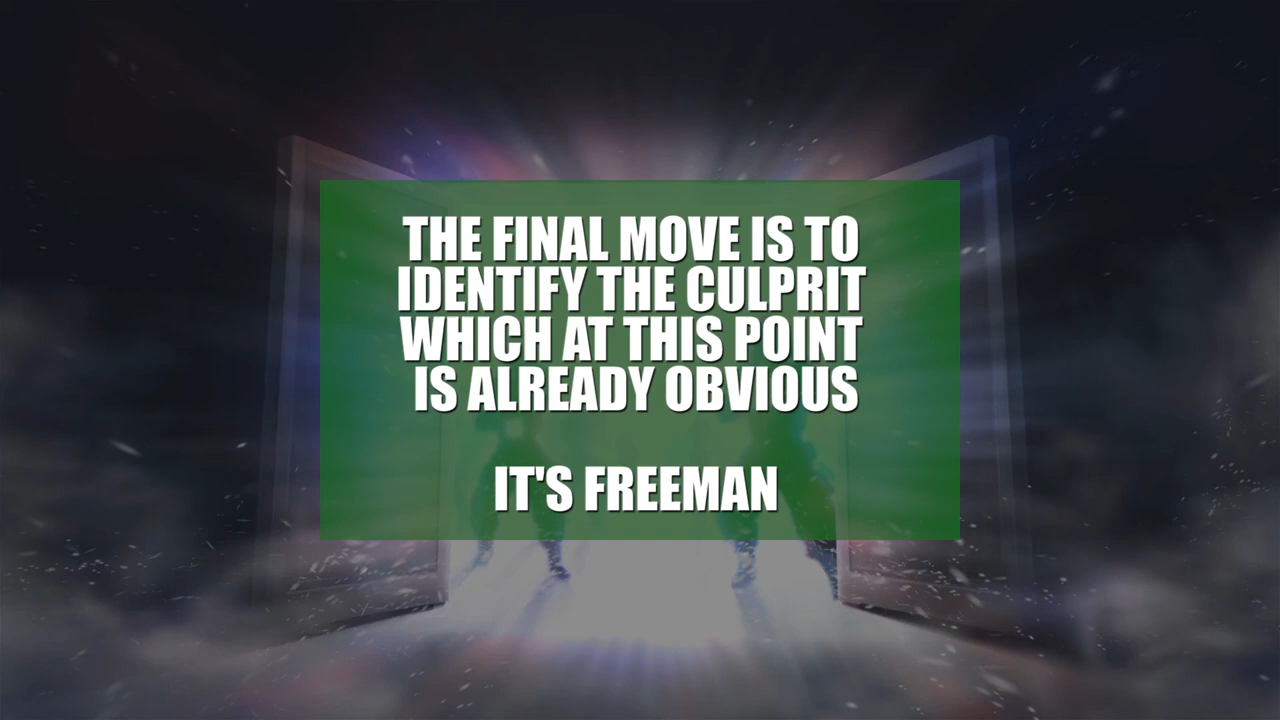 THE FINAL MOVE IS TO
IDENTIFY THE CULPRIT
WHICH AT THIS POINT
IS ALREADY OBVIOUS
IT'S FREEMAN